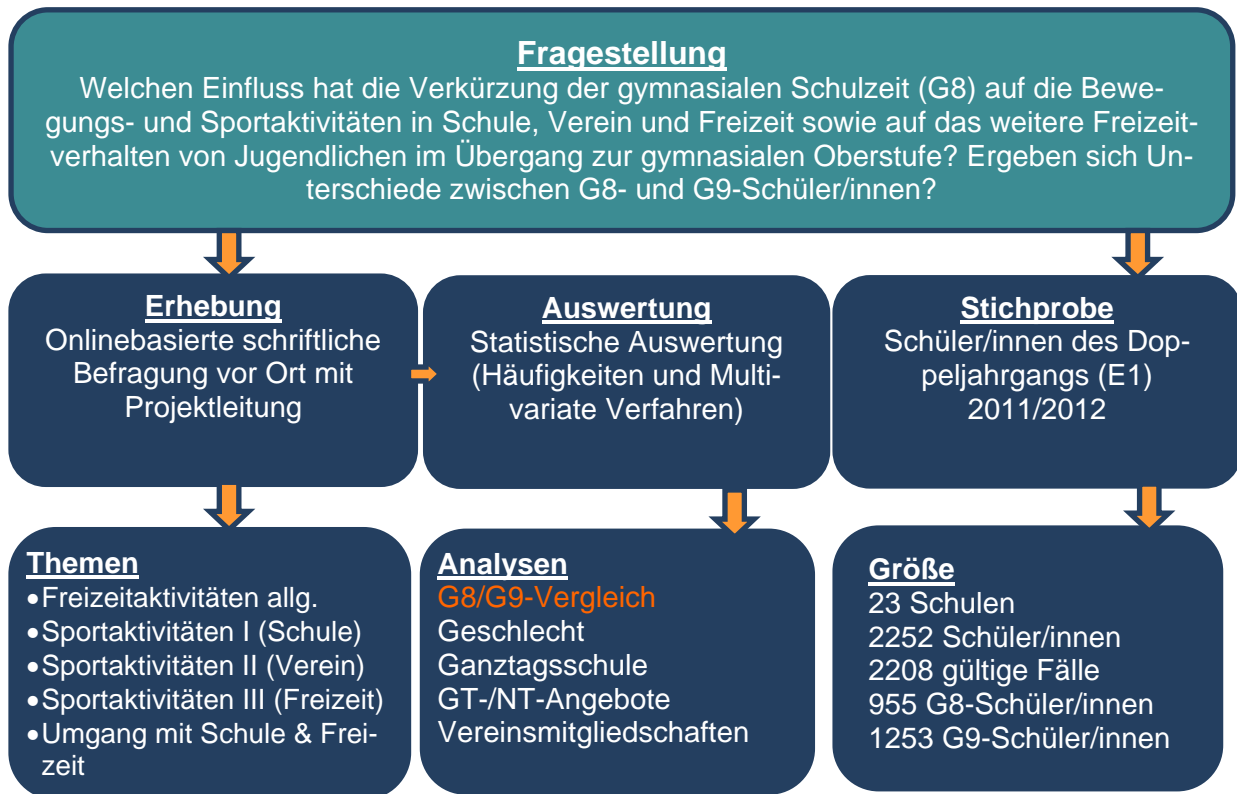 Fragestellung
Welchen Einfluss hat die Verkürzung der gymnasialen Schulzeit (G8) auf die Bewe-
gungs- und Sportaktivitäten in Schule, Verein und Freizeit sowie auf das weitere Freizeit-
verhalten von Jugendlichen im Übergang zur gymnasialen Oberstufe? Ergeben sich Un-
terschiede zwischen G8- und G9-Schüler/innen?
Erhebung
Onlinebasierte schriftliche
Befragung vor Ort mit
Projektleitung
Auswertung
Statistische Auswertung
(Häufigkeiten und Multi-
variate Verfahren)
Stichprobe
Schüler/innen des Dop-
peljahrgangs (E1)
2011/2012
Themen
•Freizeitaktivitäten allg.
•Sportaktivitäten I (Schule)
•Sportaktivitäten II (Verein)
•Sportaktivitäten III (Freizeit)
•Umgang mit Schule & Frei-
zeit
Analysen
G8/G9-Vergleich
Geschlecht
Ganztagsschule
GT-/NT-Angebote
Vereinsmitgliedschaften
Größe
23 Schulen
2252 Schüler/innen
2208 gültige Fälle
955 G8-Schüler/innen
1253 G9-Schüler/innen